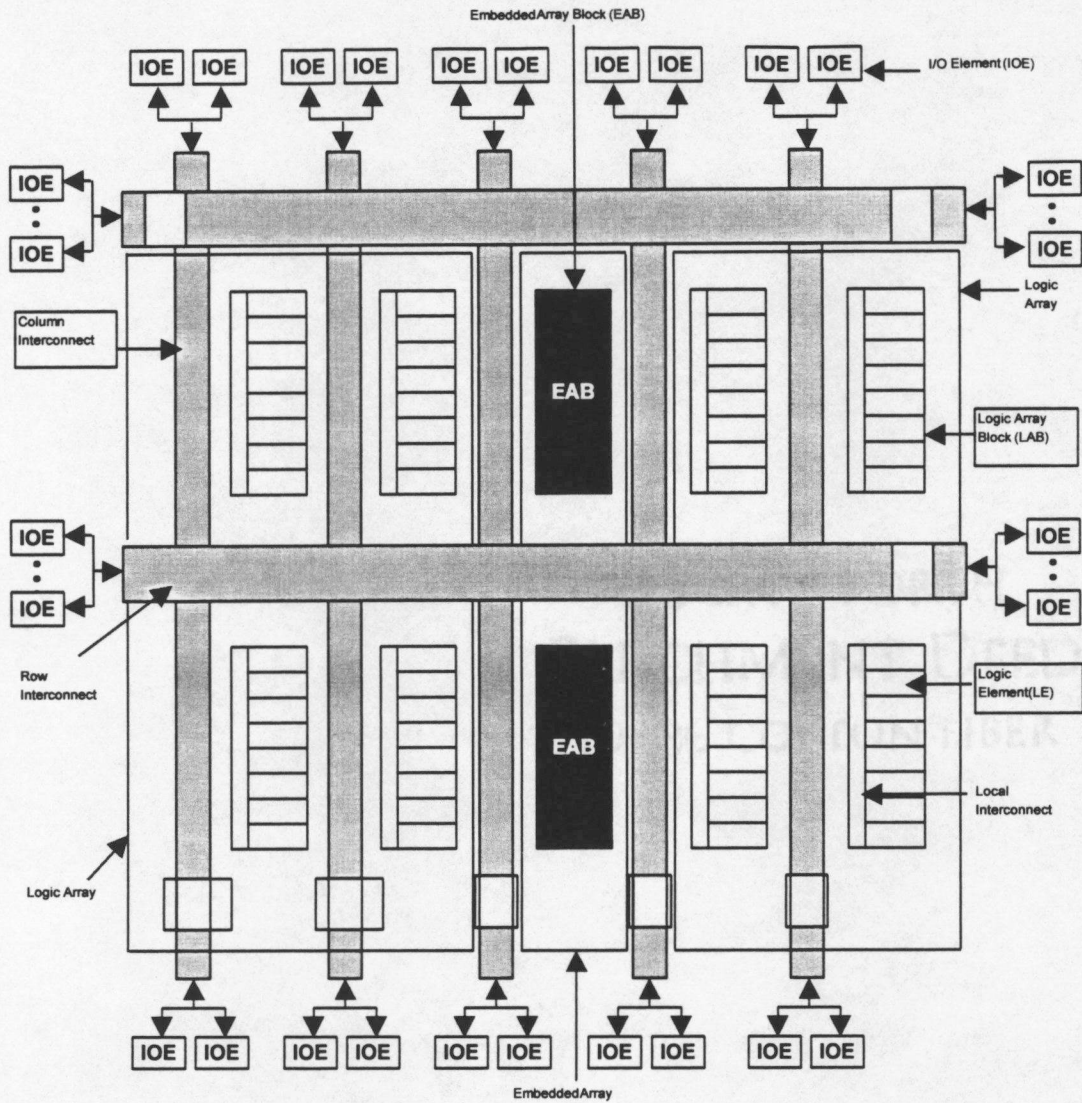 Embedded Array Block (EAB)
IOE IOE IOE IOE IOE IOE IOE IOE IOE IOE
I/O Element (IOE)
IOE
IOE
IOE
IOE
Logic
Array
Column
Interconnect
EAB
Logic Array
Block (LAB)
IOE
IOE
IOE
IOE
Row
Interconnect
EAB
Logic
Element(LE)
Local
Interconnect
Logic Array
IOE IOE IOE IOE IOE IOE IOE IOE IOE IOE
Embedded Array